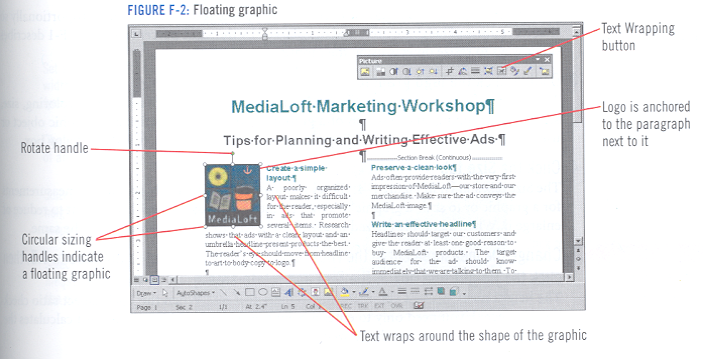 FIGURE F-2: Floating graphic
Text Wrapping
button
Picture
MediaLoft·Marketing·Workshop¶
¶
Logo is anchored
to the paragraph
next to it
Tips·for·Planning·and·Writing·Effective·Ads·¶
Rotate handle
¶
Section Break (Continuous)
Create·a·simple·
layout·¶
A· poorly· organized·
layout· makes· it· difficult·
for· the· reader, ·especially·
in· ads· that· promote·
several· items.· Research·
MediaLoft
shows·that·ads·with·a·clear·layout·and·an·
umbrella·headline·present·products·the·best.·
The·reader's·eye·should·move·from·headline·
to·art·to·body·copy·to·logo.¶
¶
Preserve·a·clean·look¶
Ads·often·provide·readers·with·the·very·first·
impression·of·MediaLoft—our·store·and·our·
merchandise.· Make·sure·the·ad·conveys·the·
MediaLoft·image.¶
¶
Write·an·effective·headline¶
Headlines· should· target· our· customers· and·
give·the·reader·at·least·one·good·reason·to·
buy· MediaLoft· products.· The· target·
audience· for· the· ad· should· know·
immediately·that·we·are·talking·to·them.·To·
Circular sizing
handles indicate
a floating graphic
Draw
AutoShapes
Page 1 Sec 2 1/1 At 2.4" Ln 5 Col REC TRK EXT OVR
Text wraps around the shape of the graphic